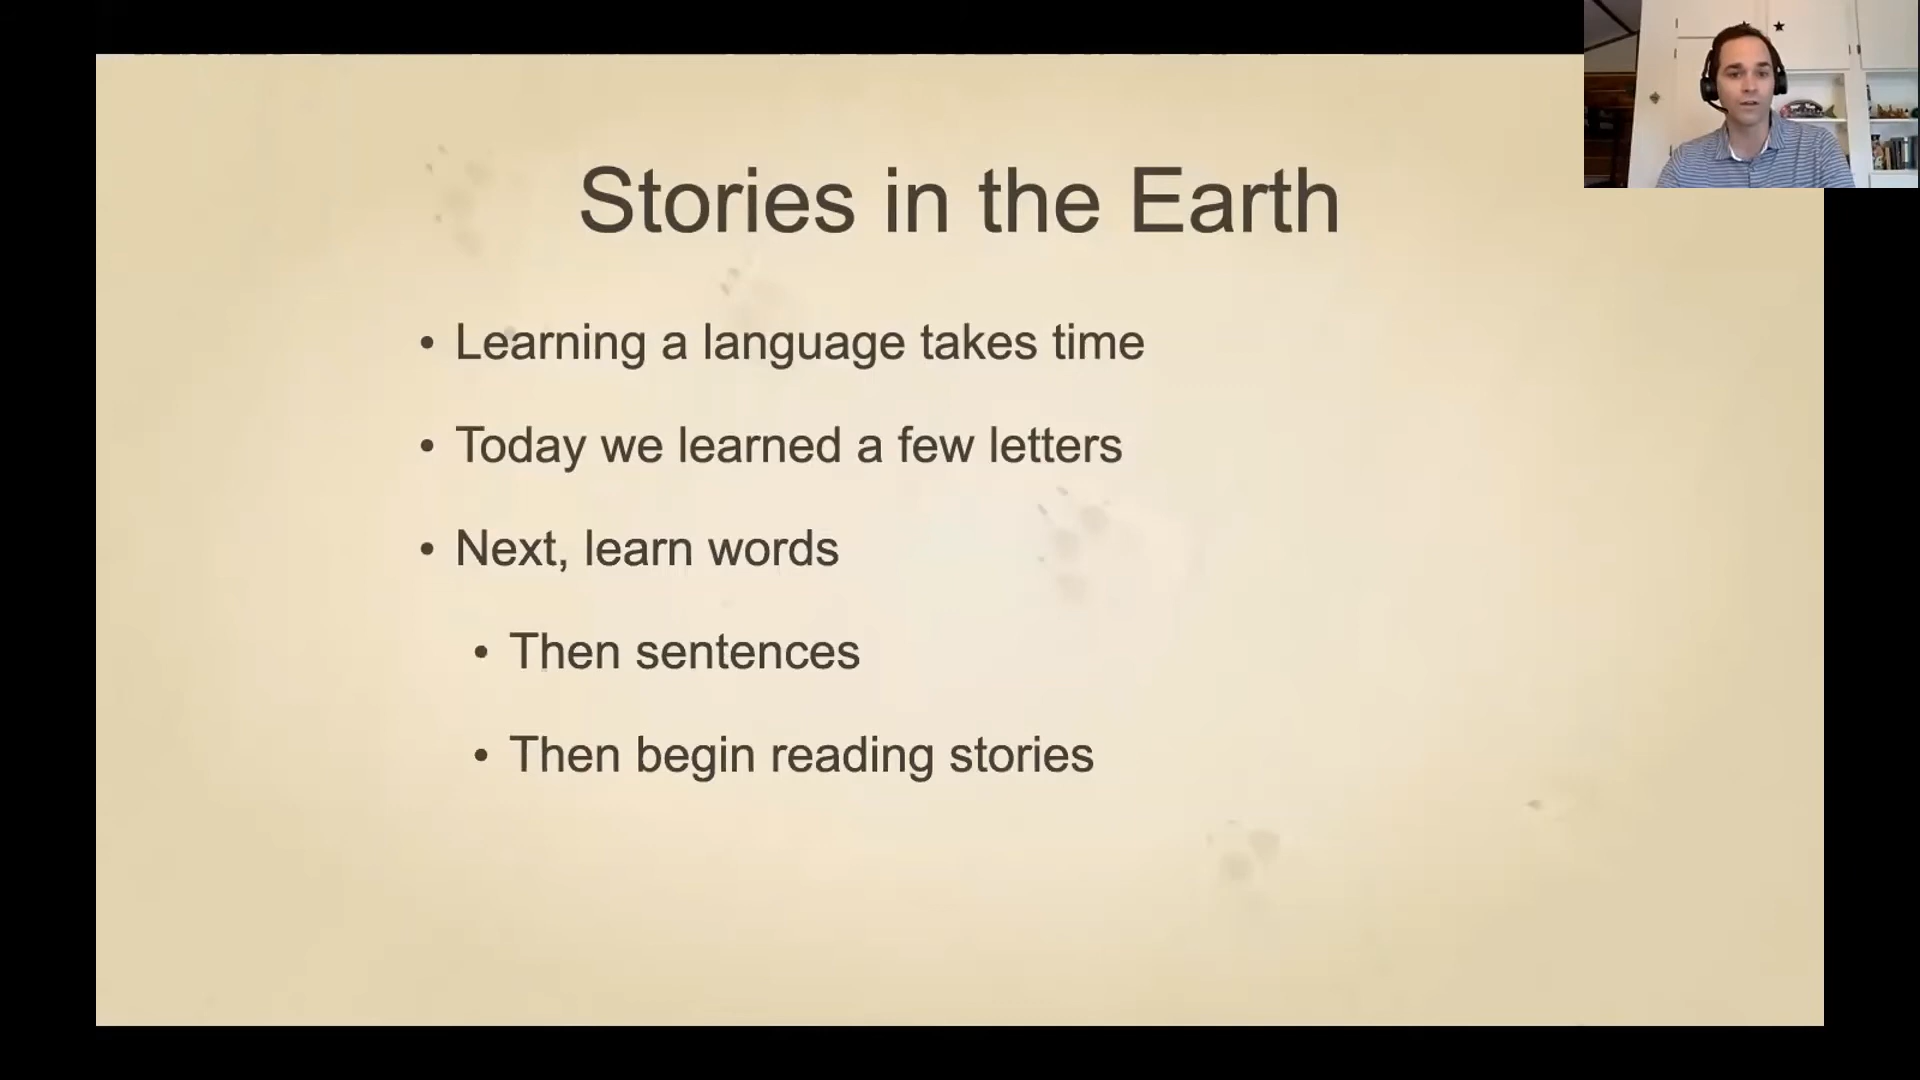 Stories in the Earth
• Learning a language takes time
• Today we learned a few letters
• Next, learn words
• Then sentences
• Then begin reading stories